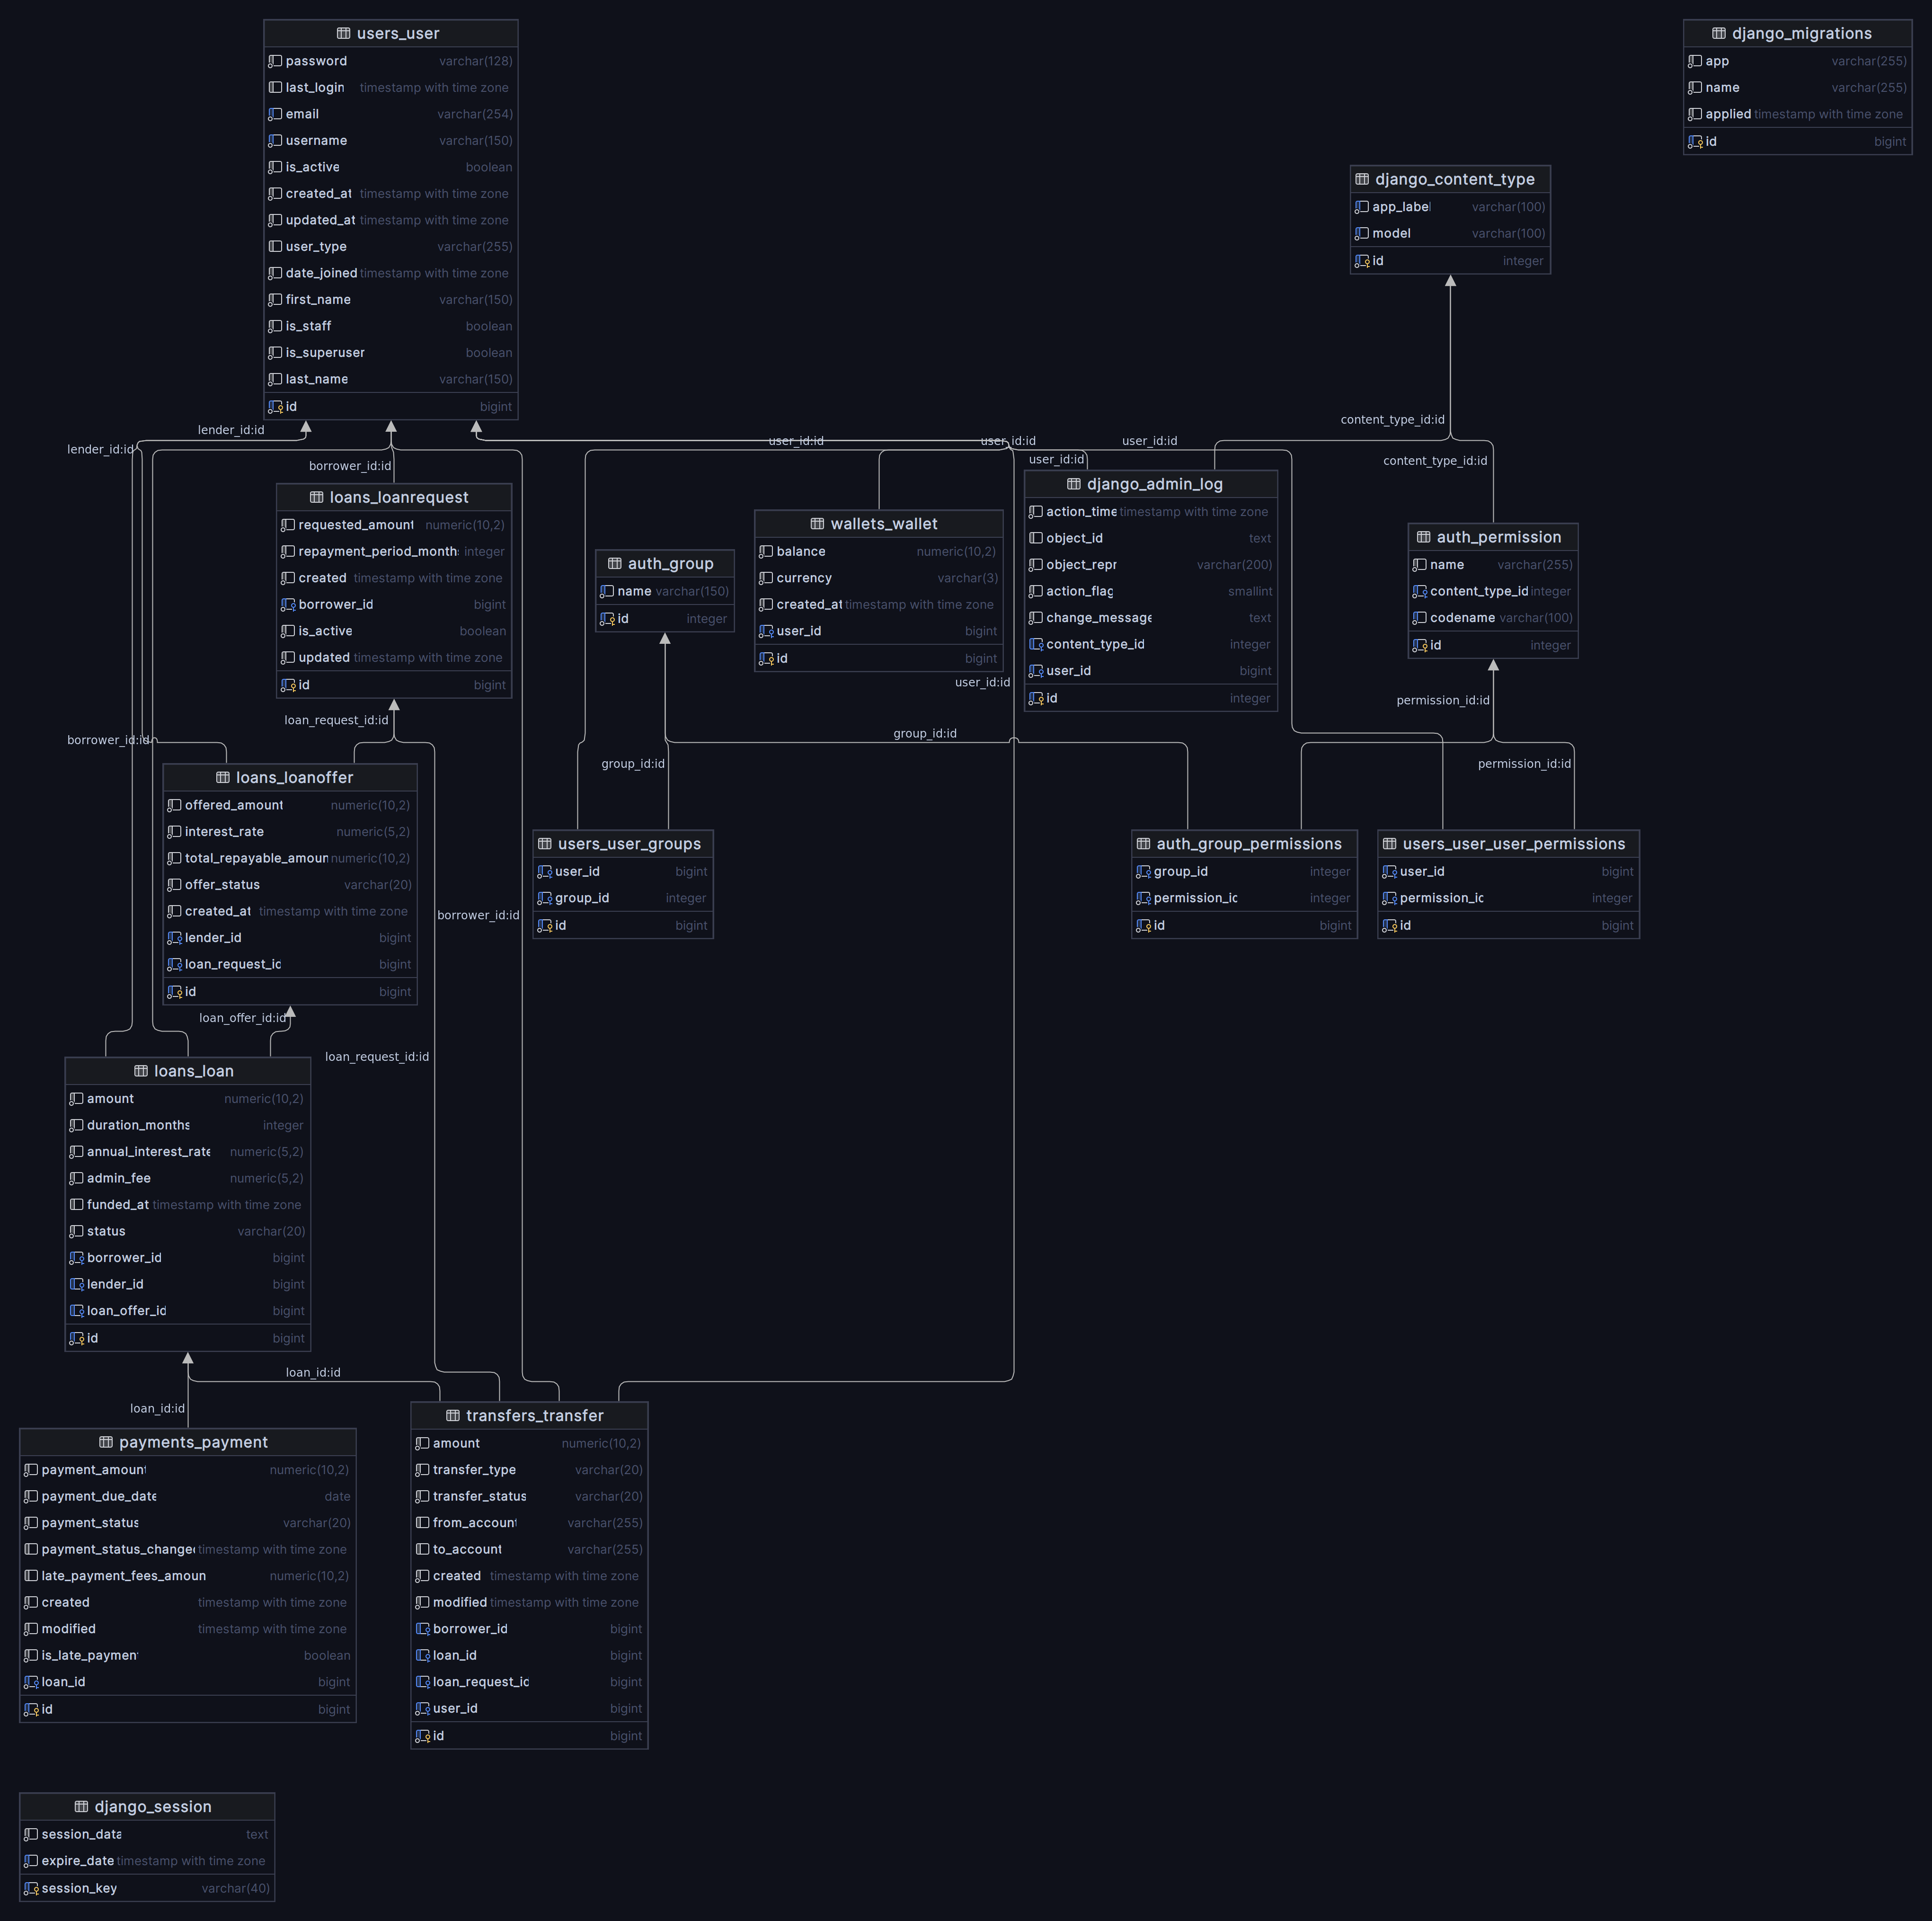 users_user
password varchar(128)
last_login timestamp with time zone
email varchar(254)
username varchar(150)
is_active boolean
created_at timestamp with time zone
updated_at timestamp with time zone
user_type varchar(255)
date_joined timestamp with time zone
first_name varchar(150)
is_staff boolean
is_superuser boolean
last_name varchar(150)
id bigint
django_migrations
app varchar(255)
name varchar(255)
applied timestamp with time zone
id bigint
django_content_type
app_label varchar(100)
model varchar(100)
id integer
lender_id:id
lender_id:id
borrower_id:id
user_id:id
user_id:id
user_id:id
user_id:id
content_type_id:id
content_type_id:id
loans_loanrequest
requested_amount numeric(10,2)
repayment_period_month integer
created timestamp with time zone
borrower_id bigint
is_active boolean
updated timestamp with time zone
id bigint
auth_group
name varchar(150)
id integer
wallets_wallet
balance numeric(10,2)
currency varchar(3)
created_at timestamp with time zone
user_id bigint
id bigint
user_id:id
django_admin_log
action_time timestamp with time zone
object_id text
object_repr varchar(200)
action_flag smallint
change_message text
content_type_id integer
user_id bigint
id integer
auth_permission
name varchar(255)
content_type_id integer
codename varchar(100)
id integer
permission_id:id
loan_request_id:id
borrower_id:id
group_id:id
group_id:id
permission_id:id
loans_loanoffer
offered_amount numeric(10,2)
interest_rate numeric(5,2)
total_repayable_amoun numeric(10,2)
offer_status varchar(20)
created_at timestamp with time zone
lender_id bigint
loan_request_id bigint
id bigint
borrower_id:id
users_user_groups
user_id bigint
group_id integer
id bigint
auth_group_permissions
group_id integer
permission_id integer
id bigint
users_user_user_permissions
user_id bigint
permission_id integer
id bigint
loan_offer_id:id
loan_request_id:id
loans_loan
amount numeric(10,2)
duration_months integer
annual_interest_rate numeric(5,2)
admin_fee numeric(5,2)
funded_at timestamp with time zone
status varchar(20)
borrower_id bigint
lender_id bigint
loan_offer_id bigint
id bigint
loan_id:id
loan_id:id
payments_payment
payment_amount numeric(10,2)
payment_due_date date
payment_status varchar(20)
payment_status_change timestamp with time zone
late_payment_fees_amoun numeric(10,2)
created timestamp with time zone
modified timestamp with time zone
is_late_payment boolean
loan_id bigint
id bigint
transfers_transfer
amount numeric(10,2)
transfer_type varchar(20)
transfer_status varchar(20)
from_account varchar(255)
to_account varchar(255)
created timestamp with time zone
modified timestamp with time zone
borrower_id bigint
loan_id bigint
loan_request_id bigint
user_id bigint
id bigint
django_session
session_data text
expire_date timestamp with time zone
session_key varchar(40)